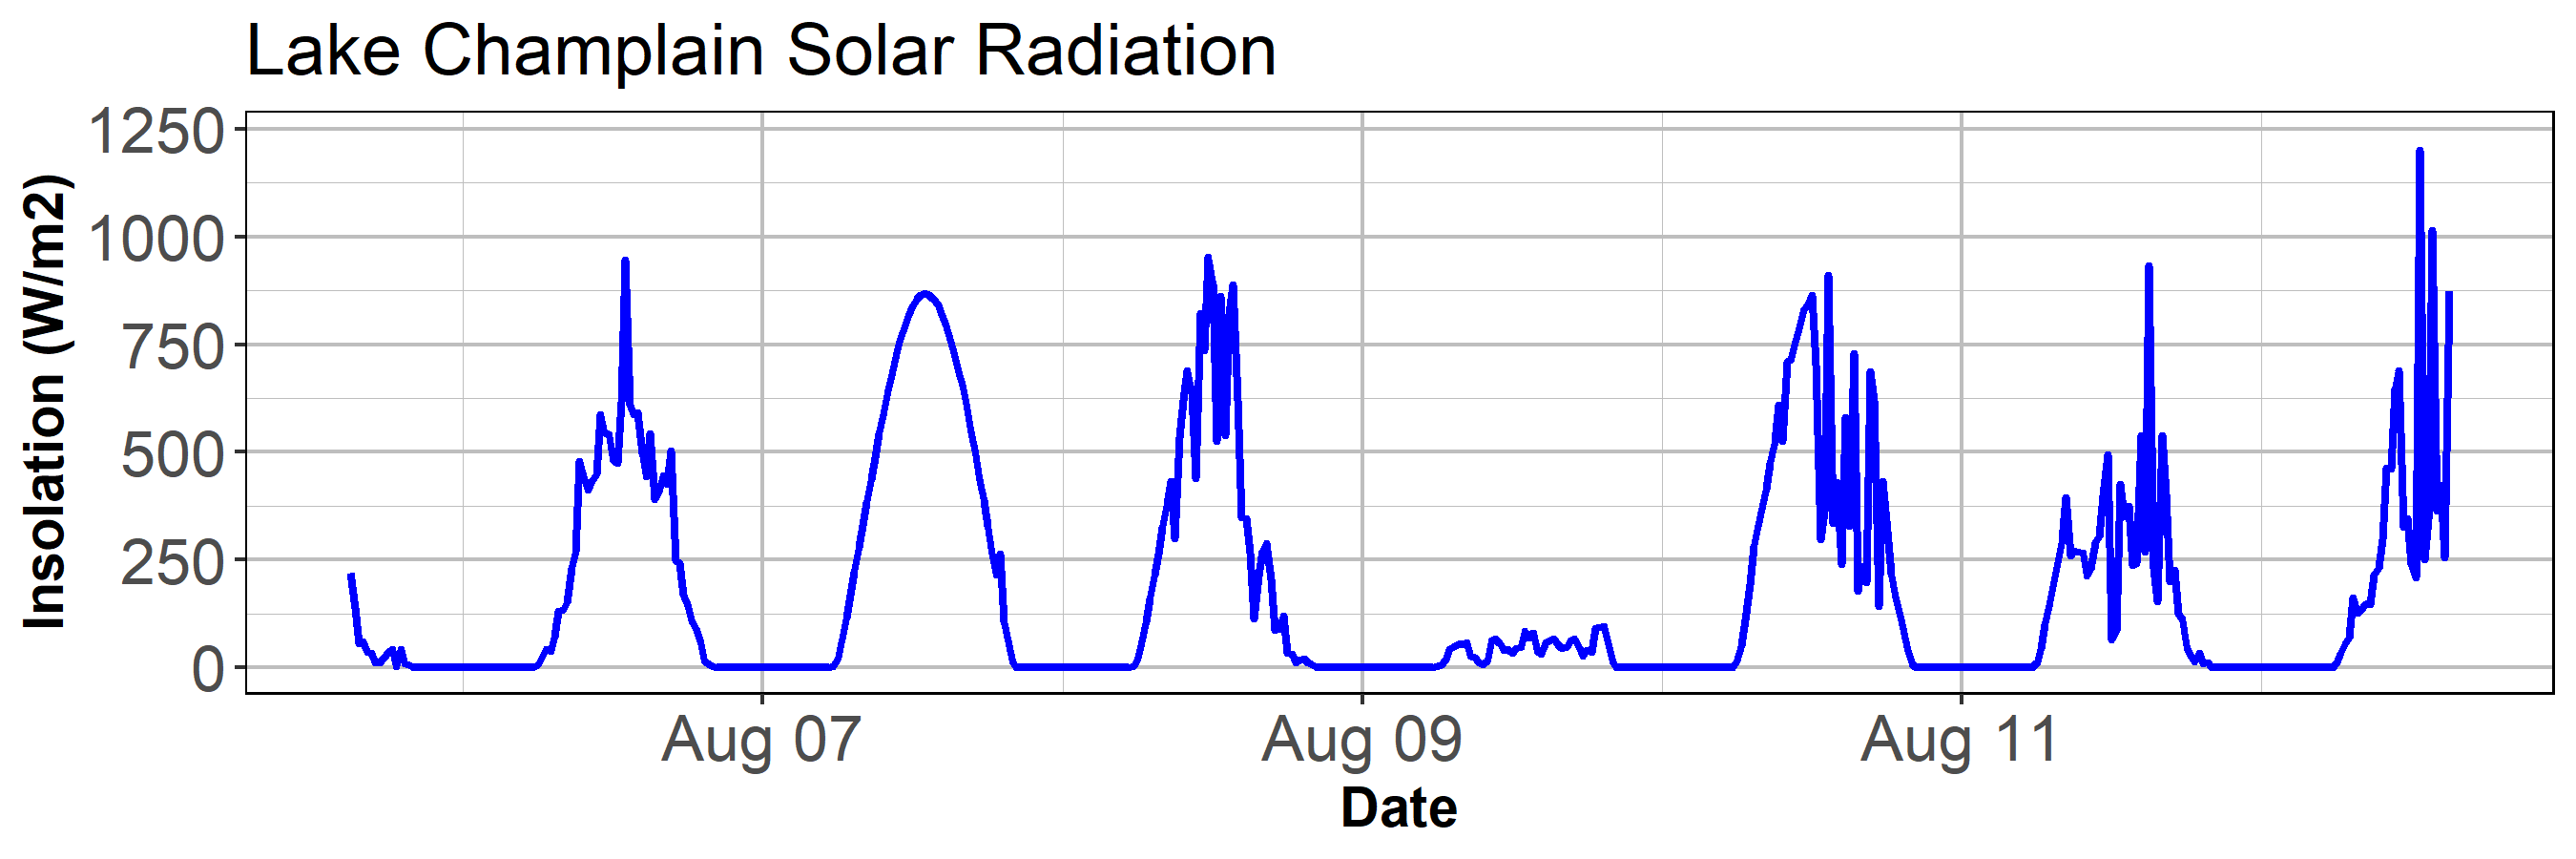 Lake Champlain Solar Radiation
1250
1000
750
500
250
0
Insolation (W/m2)
Aug 07
Aug 09
Aug 11
Date